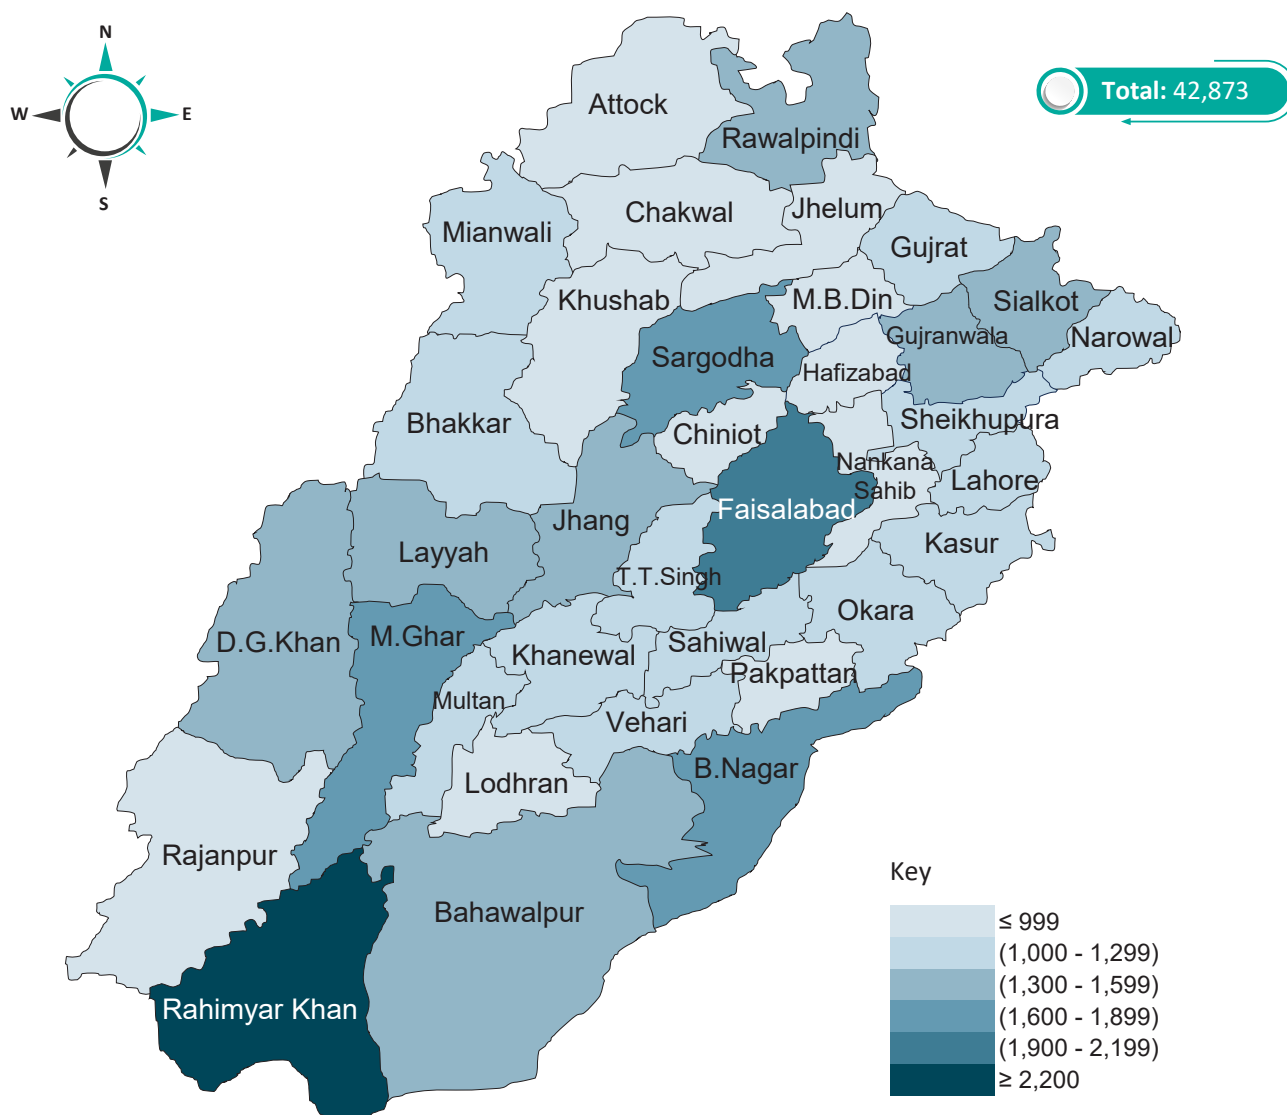 N
W
E
S
Total: 42,873
Attock
Rawalpindi
Chakwal
Jhelum
Mianwali
Gujrat
Khushab
M.B.Din
Sialkot
Gujranwala
Narowal
Sargodha
Hafizabad
Bhakkar
Sheikhupura
Chiniot
Nankana
Sahib
Lahore
Faisalabad
Jhang
Layyah
Kasur
T.T.Singh
Okara
D.G.Khan
M.Ghar
Khanewal
Sahiwal
Pakpattan
Multan
Vehari
B.Nagar
Lodhran
Rajanpur
Bahawalpur
Rahimyar Khan
Key
≤ 999
(1,000 - 1,299)
(1,300 - 1,599)
(1,600 - 1,899)
(1,900 - 2,199)
≥ 2,200